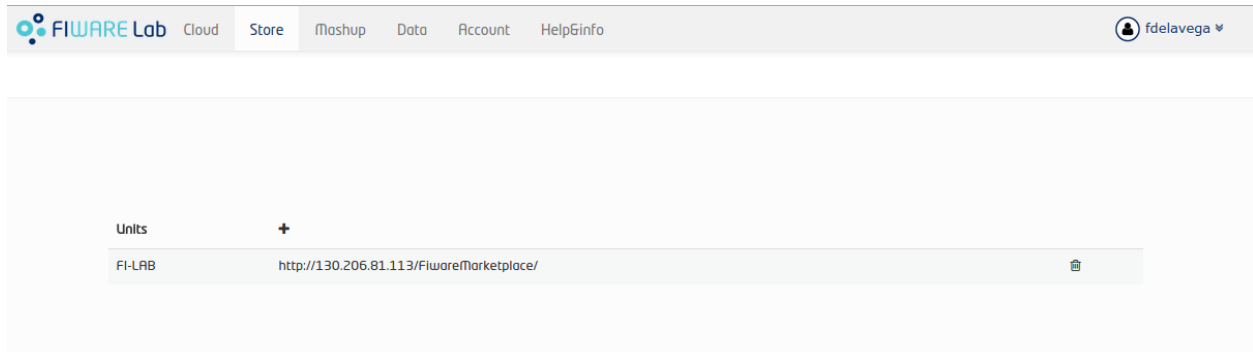 FIWARE Lab Cloud Store Mashup Data Account Help&info fdelavega
Units
FI-LAB http://130.206.81.113/FiwareMarketplace/